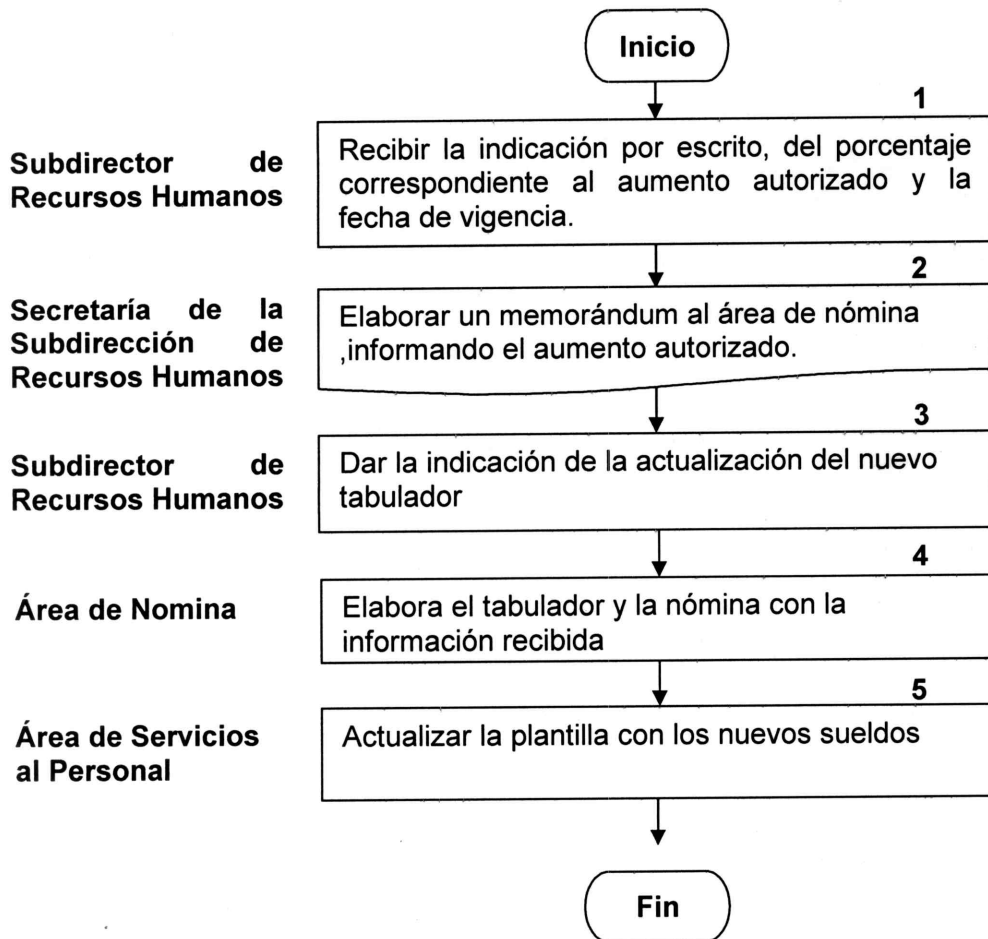 Inicio
1
Subdirector de
Recursos Humanos
Recibir la indicación por escrito, del porcentaje
correspondiente al aumento autorizado y la
fecha de vigencia.
2
Secretaría de la
Subdirección de
Recursos Humanos
Elaborar un memorándum al área de nómina
,informando el aumento autorizado.
3
Subdirector de
Recursos Humanos
Dar la indicación de la actualización del nuevo
tabulador
4
Área de Nomina
Elabora el tabulador y la nómina con la
información recibida
5
Área de Servicios
al Personal
Actualizar la plantilla con los nuevos sueldos
Fin